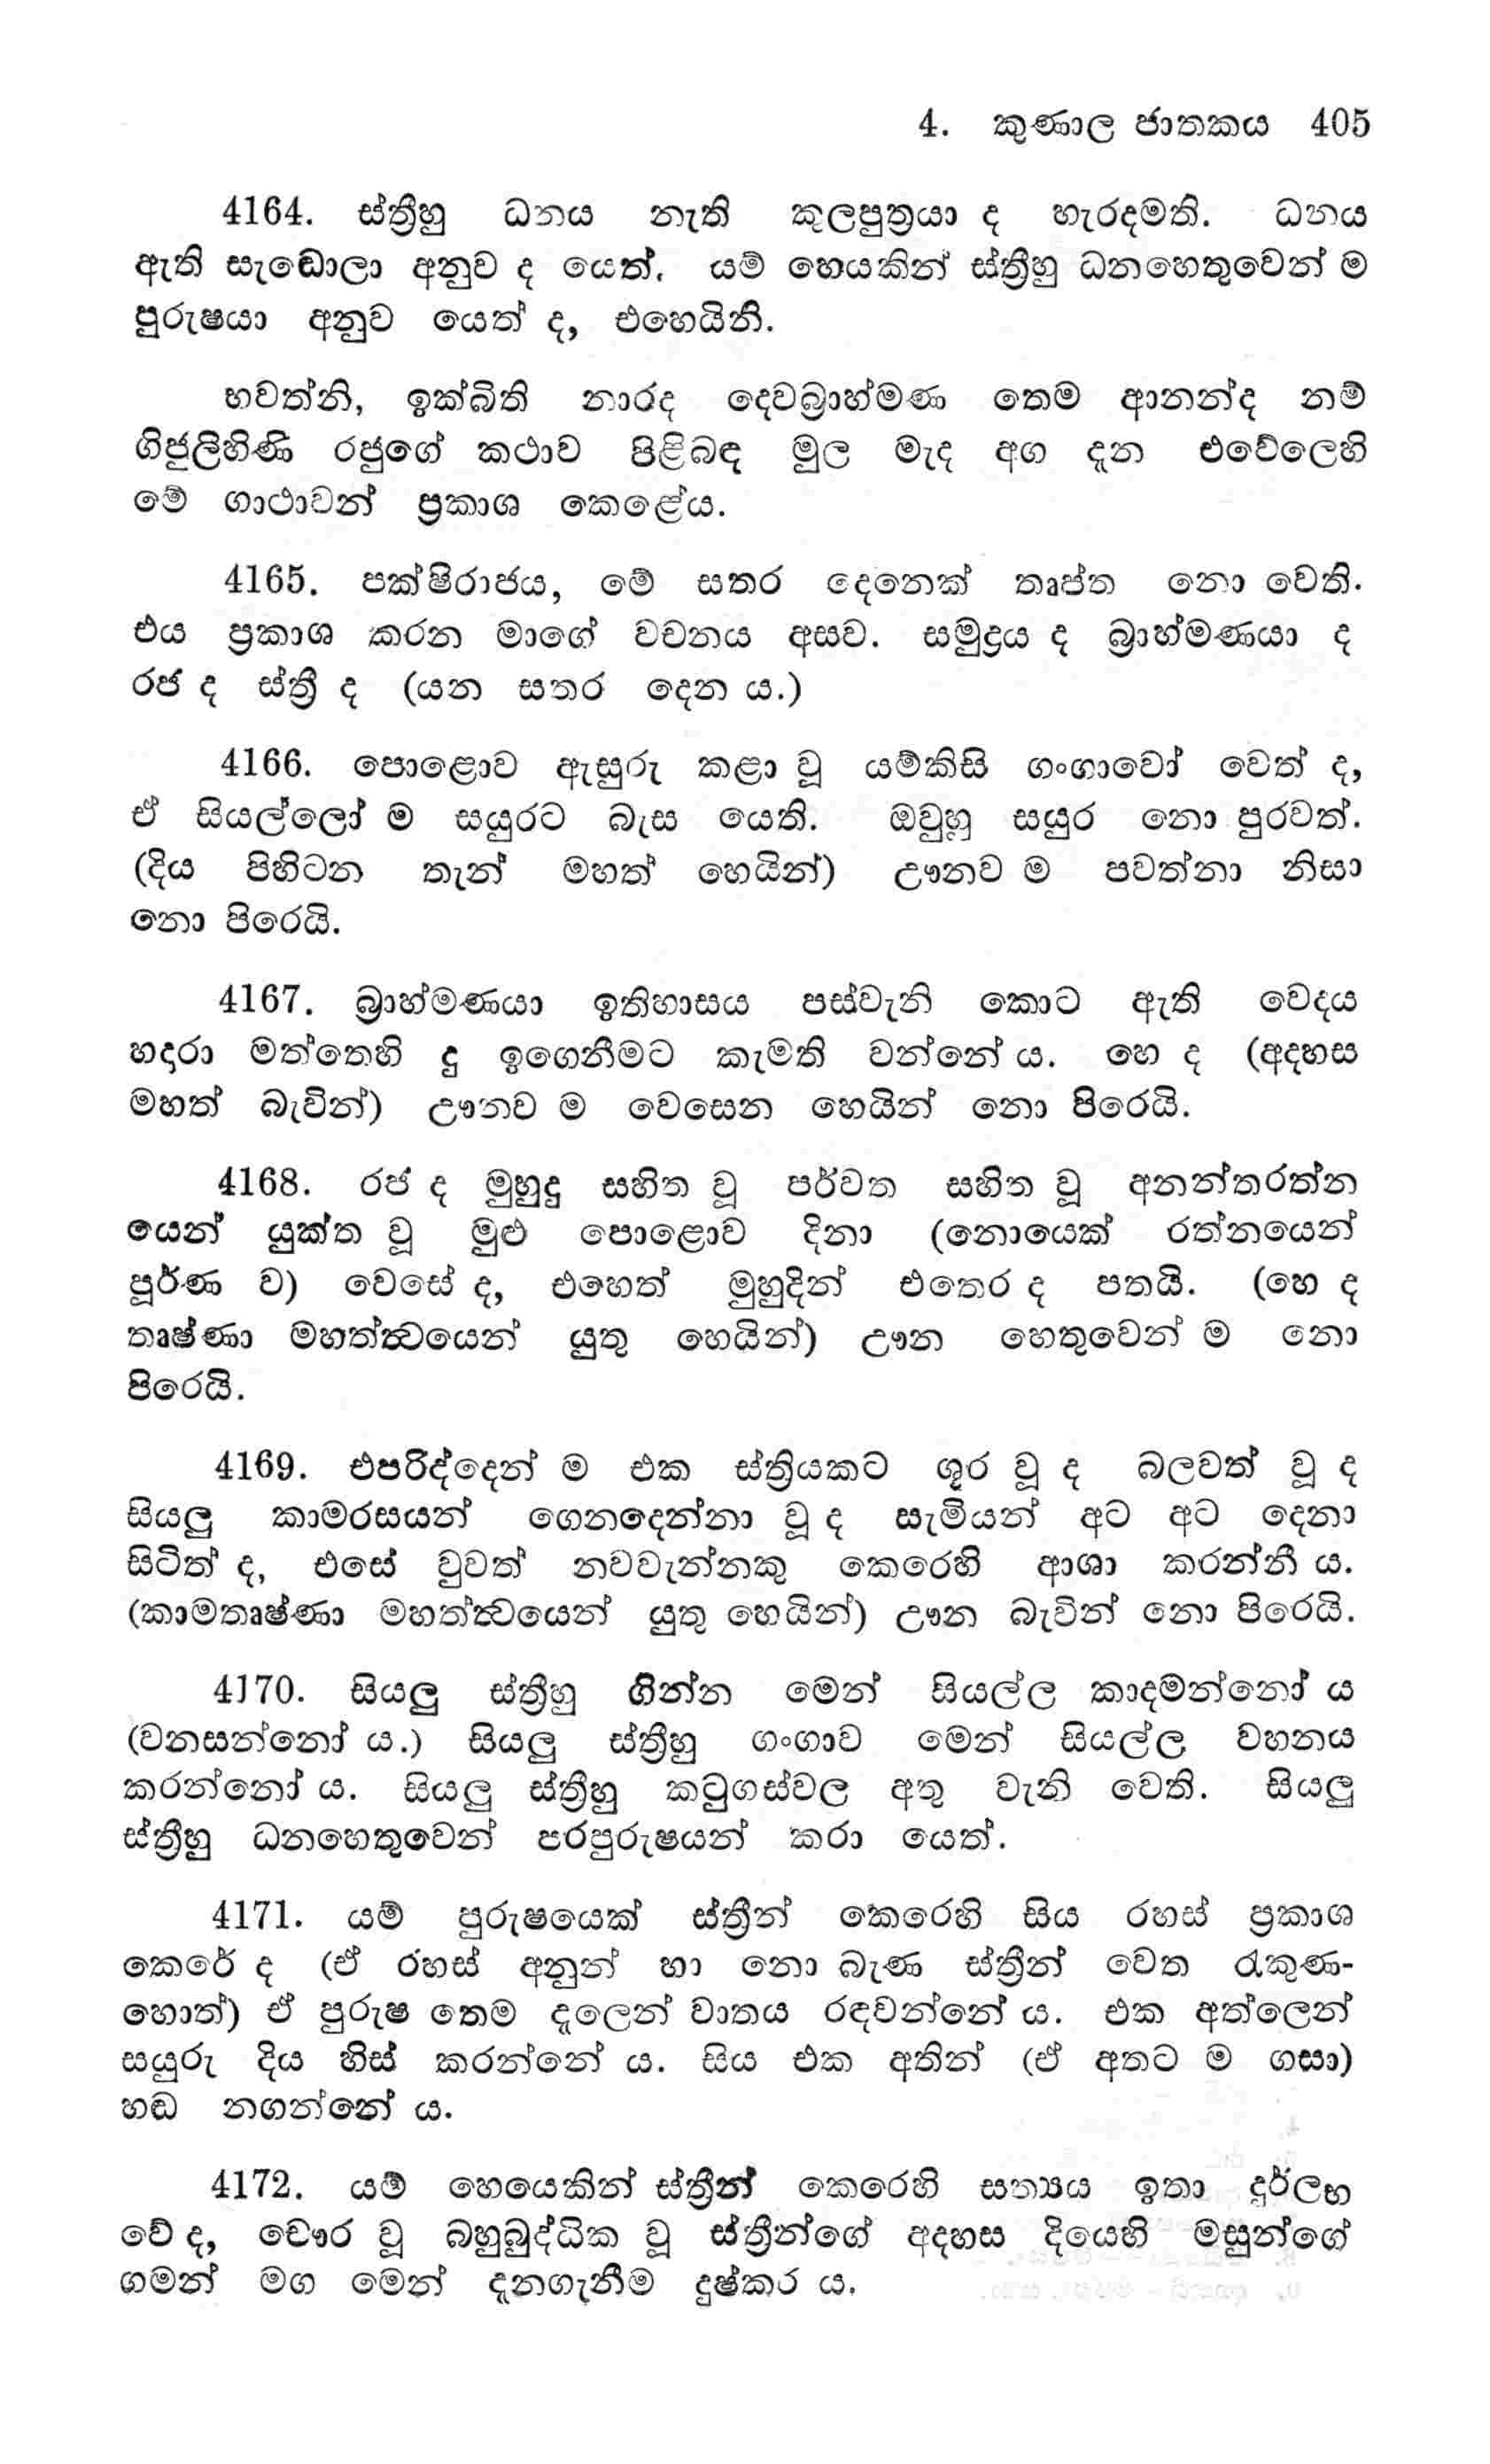 4. කුණාල ජාතකය 405
4164. ස්ත්‍රීහු ධනය නැති කුලපුත්‍රයා ද හැරදමති. ධනය
ඇති සැඬොලා අනුව ද යෙත්. යම් හෙයකින් ස්ත්‍රීහු ධනහෙතුවෙන් ම
පුරුෂයා අනුව යෙත් ද, එහෙයිනි.
භවත්නි, ඉක්බිති නාරද දෙවබ්‍රාහ්මණ තෙම ආනන්ද නම්
ගිජුලිහිණි රජුගේ කථාව පිළිබඳ මුල මැද අග දැන එවේලෙහි
මේ ගාථාවන් ප්‍රකාශ කෙළේය.
4165. පක්ෂිරාජය, මේ සතර දෙනෙක් තෘප්ත නො වෙති.
එය ප්‍රකාශ කරන මාගේ වචනය අසව. සමුද්‍රය ද බ්‍රාහ්මණයා ද
රජ ද ස්ත්‍රී ද (යන සතර දෙන ය.)
4166. පොළොව ඇසුරු කළා වූ යම්කිසි ගංගාවෝ වෙත් ද,
ඒ සියල්ලෝ ම සයුරට බැස යෙති. ඔවුහු සයුර නො පුරවත්.
(දිය පිහිටන තැන් මහත් හෙයින්) ඌනව ම පවත්නා නිසා
නො පිරෙයි.
4167. බ්‍රාහ්මණයා ඉතිහාසය පස්වැනි කොට ඇති වෙදය
හදාරා මත්තෙහි දු ඉගෙනීමට කැමති වන්නේ ය. හෙ ද (අදහස
මහත් බැවින්) ඌනව ම වෙසෙන හෙයින් නො පිරෙයි.
4168. රජ ද මුහුදු සහිත වූ පර්වත සහිත වූ අනන්තරත්න
යෙන් යුක්ත වූ මුළු පොළොව දිනා (නොයෙක් රත්නයෙන්
පූර්ණ ව) වෙසේ ද, එහෙත් මුහුදින් එතෙර ද පතයි. (හෙ ද
තෘෂ්ණා මහත්ත්වයෙන් යුතු හෙයින්) ඌන හෙතුවෙන් ම නො
පිරෙයි.
4169. එපරිද්දෙන් ම එක ස්ත්‍රියකට ශූර වූ ද බලවත් වූ ද
සියලු කාමරසයන් ගෙනදෙන්නා වූ ද සැමියන් අට අට දෙනා
සිටිත් ද, එසේ වුවත් නවවැන්නකු කෙරෙහි ආශා කරන්නී ය.
(කාමතෘෂ්ණා මහත්ත්වයෙන් යුතු හෙයින්) ඌන බැවින් නො පිරෙයි.
4170. සියලු ස්ත්‍රීහු ගින්න මෙන් සියල්ල කාදමන්නෝ ය
(වනසන්නෝ ය.) සියලු ස්ත්‍රීහු ගංගාව මෙන් සියල්ල වහනය
කරන්නෝ ය. සියලු ස්ත්‍රීහු කටුගස්වල අතු වැනි වෙති. සියලු
ස්ත්‍රීහු ධනහෙතුවෙන් පරපුරුෂයන් කරා යෙත්.
4171. යම් පුරුෂයෙක් ස්ත්‍රීන් කෙරෙහි සිය රහස් ප්‍රකාශ
කෙරේ ද (ඒ රහස් අනුන් හා නො බැණ ස්ත්‍රීන් වෙත රැකුණ-
හොත්) ඒ පුරුෂ තෙම දැලෙන් වාතය රඳවන්නේ ය. එක අත්ලෙන්
සයුරු දිය හිස් කරන්නේ ය. සිය එක අතින් (ඒ අතට ම ගසා)
හඬ නගන්නේ ය.
4172. යම් හෙයෙකින් ස්ත්‍රීන් කෙරෙහි සත්‍යය ඉතා දුර්ලභ
වේ ද, චෞර වූ බහුබුද්ධික වූ ස්ත්‍රීන්ගේ අදහස දියෙහි මසුන්ගේ
ගමන් මග මෙන් දැනගැනීම දුෂ්කර ය.